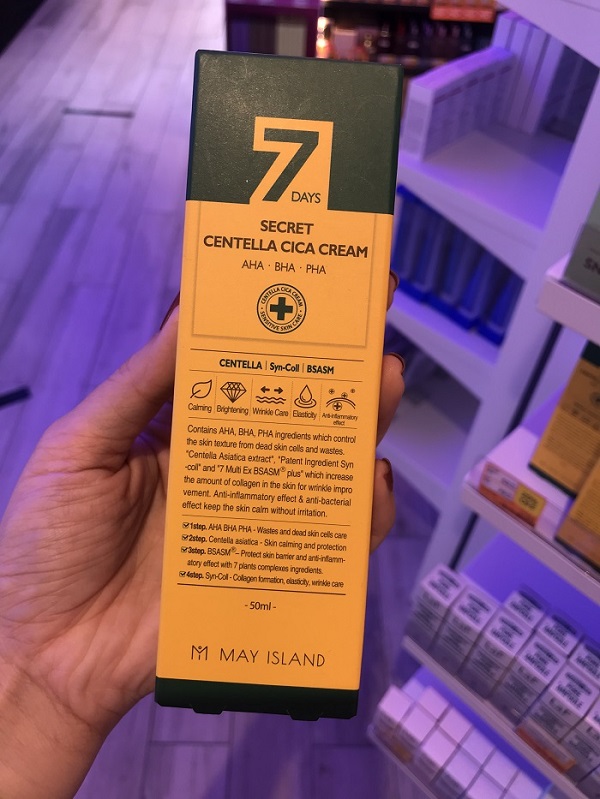 7
DAYS
SECRET
CENTELLA CICA CREAM
AHA · BHA · PHA
CENTELLA CICA CREAM
SENSITIVE SKIN CARE
CENTELLA | Syn-Coll | BSASM
Calming Brightening Wrinkle Care Elasticity Anti-inflammatory
effect
Contains AHA, BHA, PHA ingredients which control
the skin texture from dead skin cells and wastes.
"Centella Asiatica extract", "Patent Ingredient Syn
-coll" and "7 Multi Ex BSASM® plus" which increase
the amount of collagen in the skin for wrinkle impro
vement. Anti-inflammatory effect & anti-bacterial
effect keep the skin calm without irritation.
1step. AHA BHA PHA - Wastes and dead skin cells care
2step. Centella asiatica - Skin calming and protection
3step. BSASM®– Protect skin barrier and anti-inflamm-
atory effect with 7 plants complexes ingredients.
4step. Syn-Coll - Collagen formation, elasticity, wrinkle care
- 50ml -
MAY ISLAND